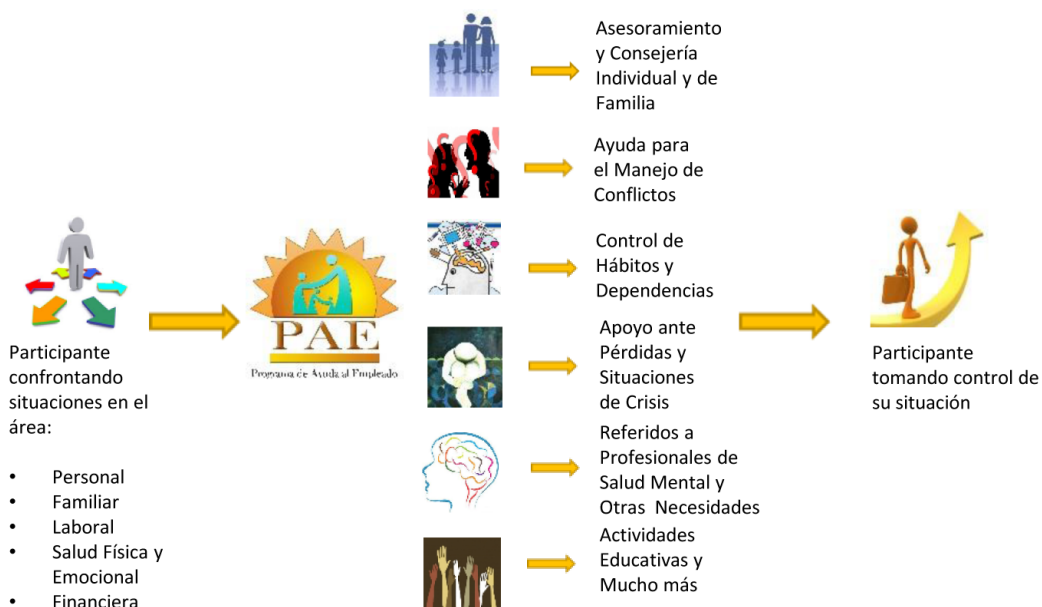 Participante
confrontando
situaciones en el
área:
• Personal
• Familiar
• Laboral
• Salud Física y
Emocional
• Financiera
PAE
Programa de Ayuda al Empleado
Asesoramiento
y Consejería
Individual y de
Familia
Ayuda para
el Manejo de
Conflictos
Control de
Hábitos y
Dependencias
Apoyo ante
Pérdidas y
Situaciones
de Crisis
Referidos a
Profesionales de
Salud Mental y
Otras Necesidades
Actividades
Educativas y
Mucho más
Participante
tomando control de
su situación